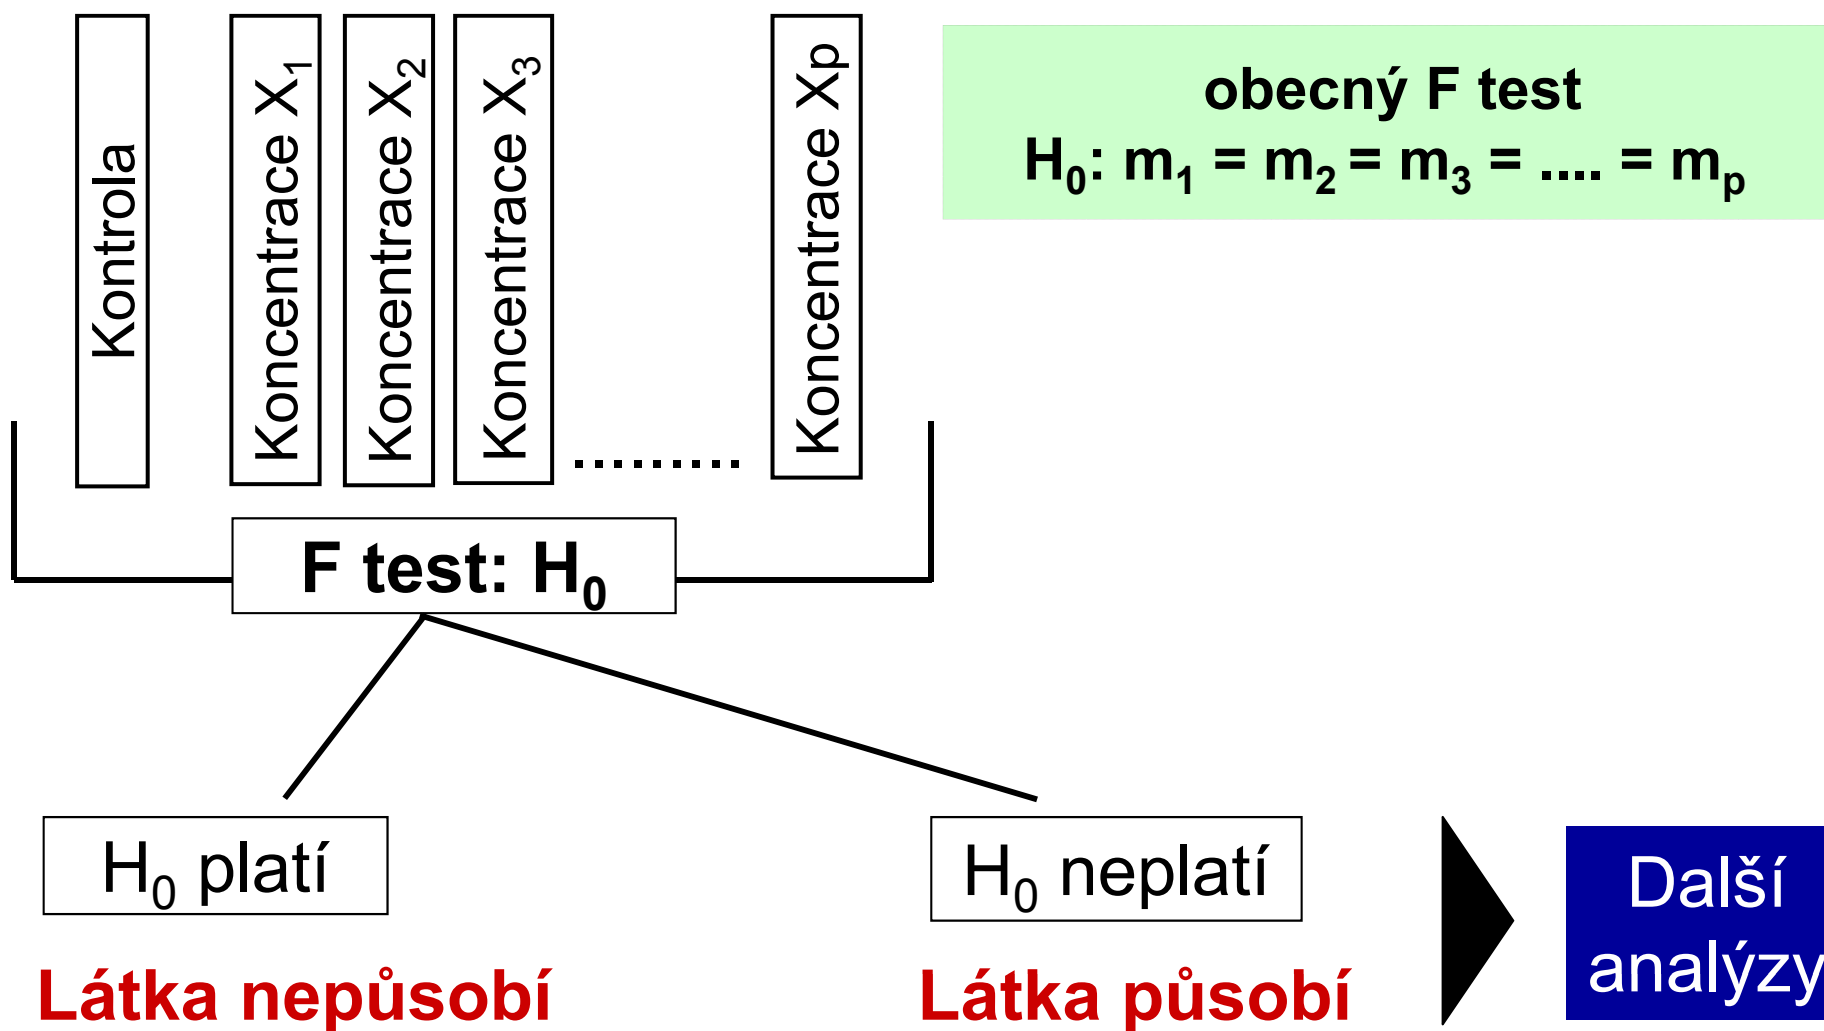 Kontrola
Koncentrace X₁
Koncentrace X₂
Koncentrace X₃
.........
Koncentrace Xp
obecný F test
H₀: m₁ = m₂ = m₃ = .... = mₚ
F test: H₀
H₀ platí
H₀ neplatí
Látka nepůsobí
Látka působí
Další
analýzy